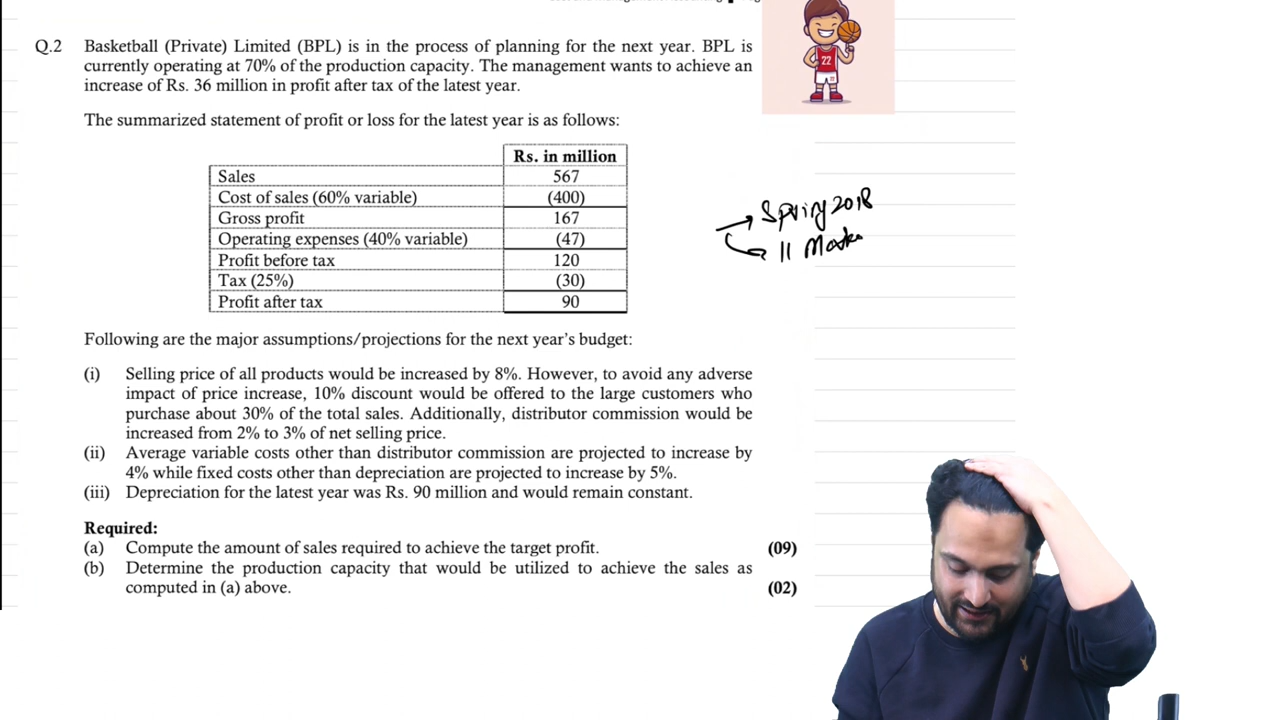 Q.2 Basketball (Private) Limited (BPL) is in the process of planning for the next year. BPL is
currently operating at 70% of the production capacity. The management wants to achieve an
increase of Rs. 36 million in profit after tax of the latest year.
22
The summarized statement of profit or loss for the latest year is as follows:
Rs. in million
Sales 567
Cost of sales (60% variable) (400)
Gross profit 167
Operating expenses (40% variable) (47)
Profit before tax 120
Tax (25%) (30)
Profit after tax 90
Spring 2018
11 Marks
Following are the major assumptions/projections for the next year's budget:
(i) Selling price of all products would be increased by 8%. However, to avoid any adverse
impact of price increase, 10% discount would be offered to the large customers who
purchase about 30% of the total sales. Additionally, distributor commission would be
increased from 2% to 3% of net selling price.
(ii) Average variable costs other than distributor commission are projected to increase by
4% while fixed costs other than depreciation are projected to increase by 5%.
(iii) Depreciation for the latest year was Rs. 90 million and would remain constant.
Required:
(a) Compute the amount of sales required to achieve the target profit. (09)
(b) Determine the production capacity that would be utilized to achieve the sales as
computed in (a) above. (02)